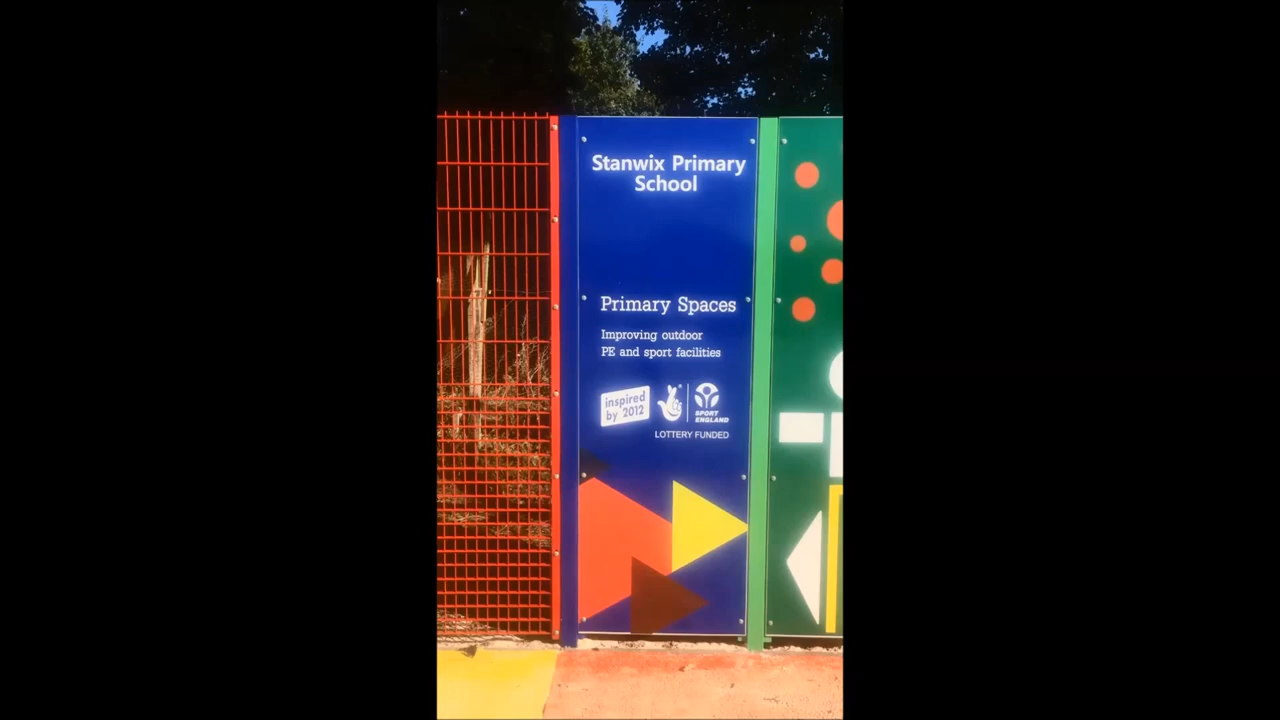 Stanwix Primary
School
Primary Spaces
Improving outdoor
PE and sport facilities
inspired
by 2012
SPORT
ENGLAND
LOTTERY FUNDED